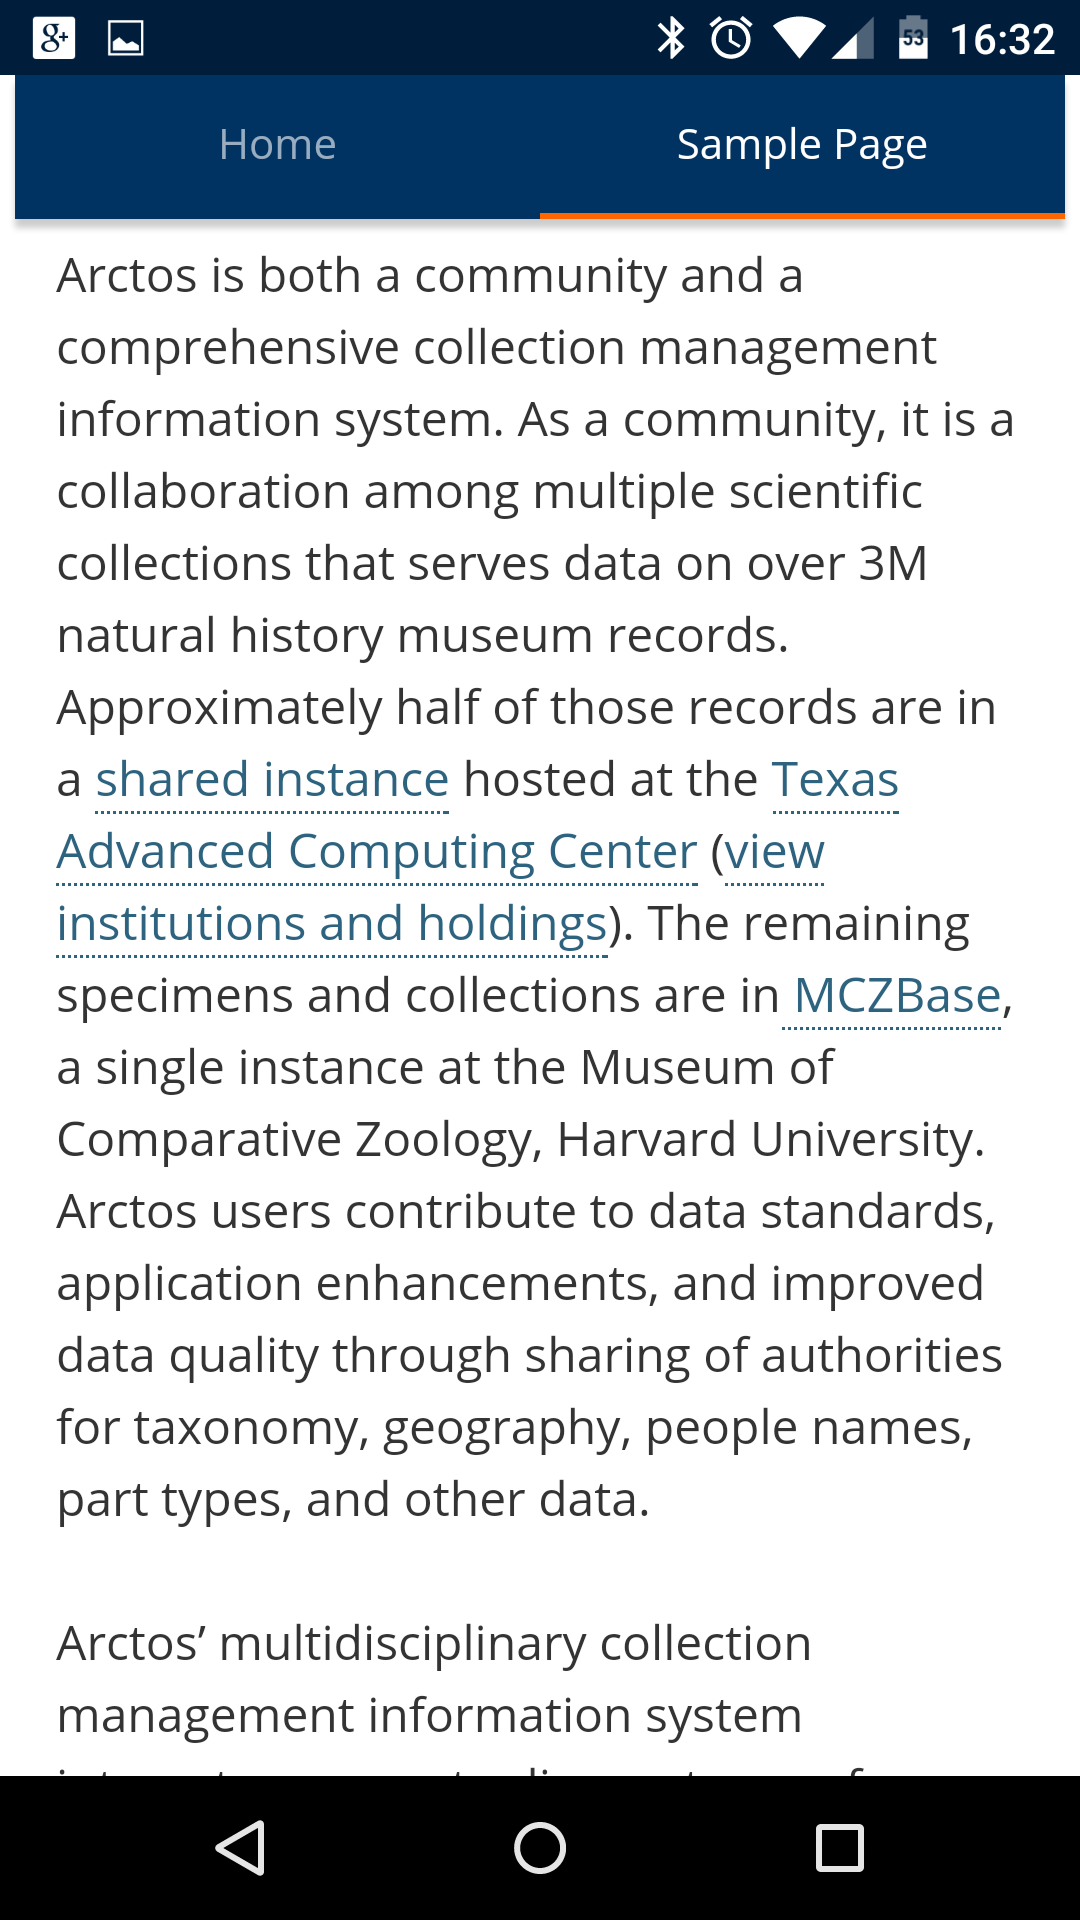 g+ 53 16:32
Home Sample Page
Arctos is both a community and a
comprehensive collection management
information system. As a community, it is a
collaboration among multiple scientific
collections that serves data on over 3M
natural history museum records.
Approximately half of those records are in
a shared instance hosted at the Texas
Advanced Computing Center (view
institutions and holdings). The remaining
specimens and collections are in MCZBase,
a single instance at the Museum of
Comparative Zoology, Harvard University.
Arctos users contribute to data standards,
application enhancements, and improved
data quality through sharing of authorities
for taxonomy, geography, people names,
part types, and other data.
Arctos’ multidisciplinary collection
management information system